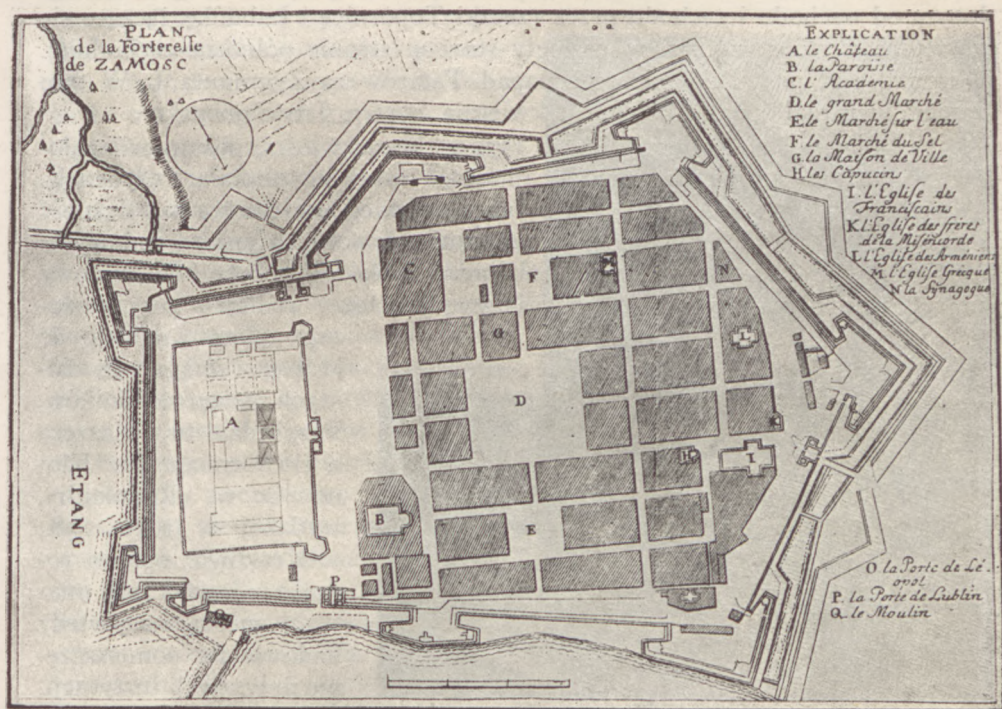 PLAN
de la Forteresse
de ZAMOSC
EXPLICATION
A. le Château
B. la Paroisse
C. l'Academie
D. le grand Marché
E. le Marché sur l'eau
F. le Marché du Sel
G. la Maison de Ville
H. les Capucins
I. L'Eglise des
Franciscains
K. l'Eglise des frères
de la Misericorde
L. l'Eglise des Armeniens
M. l'Eglise Grecque
N. la Synagogue
C
F
N
G
L
D
A
K
H
I
B
E
ETANG
P
Q
O. la Porte de Lé-
opol
P. la Porte de Lublin
Q. le Moulin